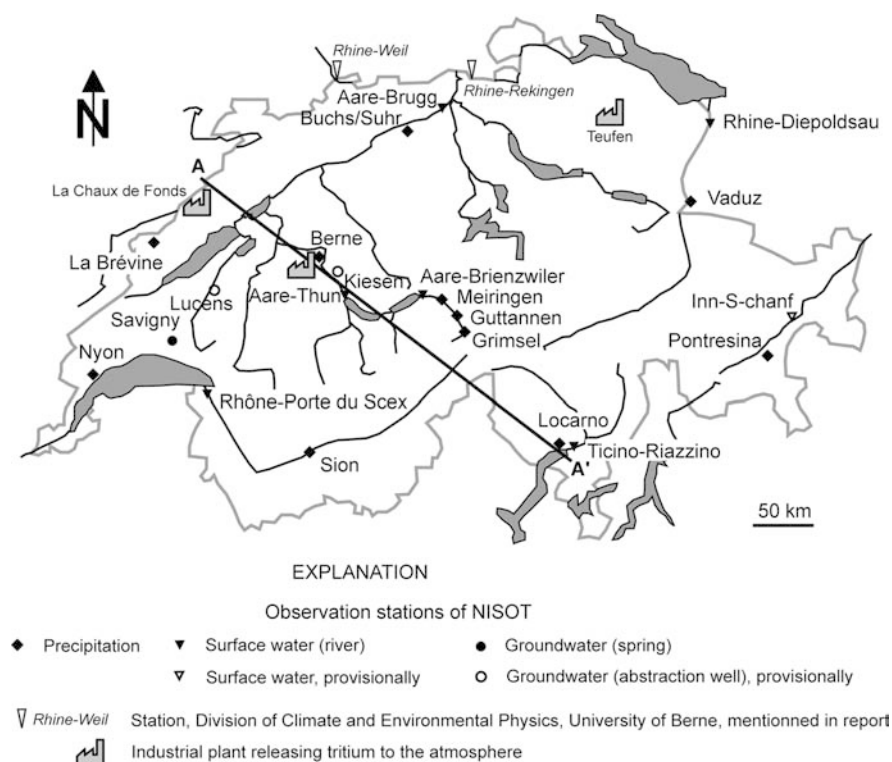 Rhine-Weil
Rhine-Rekingen
N
Aare-Brugg
Buchs/Suhr
Teufen
Rhine-Diepoldsau
A
La Chaux de Fonds
Vaduz
Berne
La Brévine
Kiesen
Aare-Brienzwiler
Lucens
Aare-Thun
Meiringen
Inn-S-chanf
Savigny
Guttannen
Pontresina
Grimsel
Nyon
Rhône-Porte du Scex
Locarno
Ticino-Riazzino
Sion
A'
50 km
EXPLANATION
Observation stations of NISOT
Precipitation
Surface water (river)
Groundwater (spring)
Surface water, provisionally
Groundwater (abstraction well), provisionally
Rhine-Weil Station, Division of Climate and Environmental Physics, University of Berne, mentionned in report
Industrial plant releasing tritium to the atmosphere